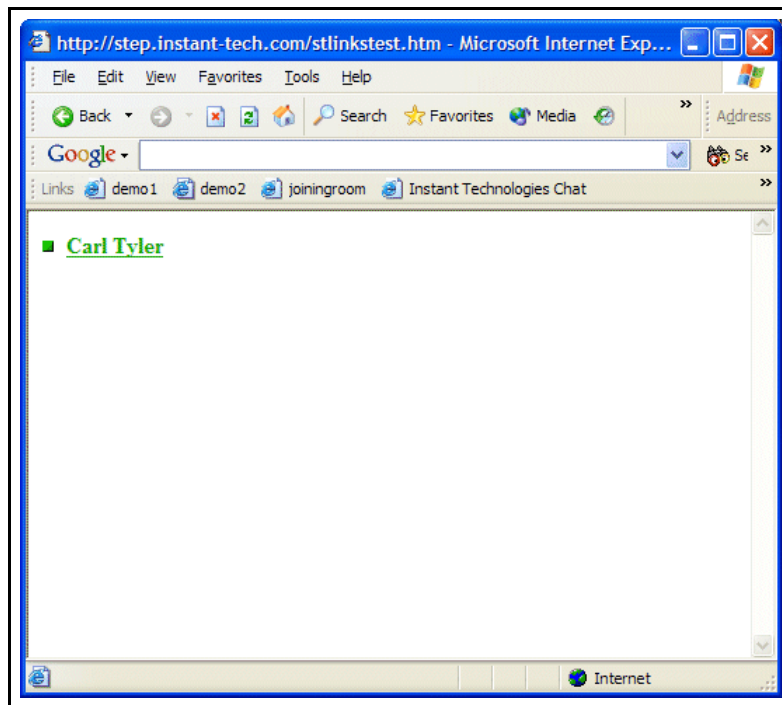 http://step.instant-tech.com/stlinkstest.htm - Microsoft Internet Exp...
File Edit View Favorites Tools Help
Back Search Favorites Media » Address
Google Se »
Links demo1 demo2 joiningroom Instant Technologies Chat »
Carl Tyler
Internet